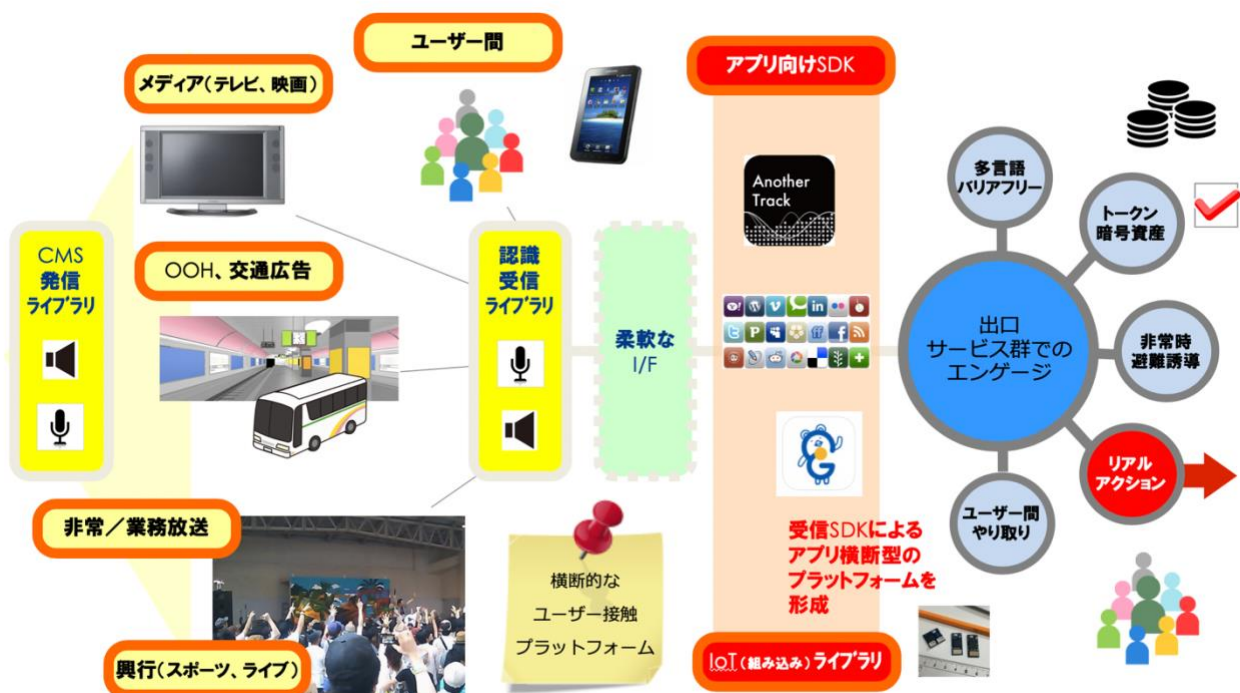 ユーザー間
メディア(テレビ、映画)
アプリ向けSDK
CMS
発信
ライブラリ
OOH、交通広告
認識
受信
ライブラリ
柔軟な
I/F
Another
Track
多言語
バリアフリー
トークン
暗号資産
出口
サービス群での
エンゲージ
非常時
避難誘導
リアル
アクション
ユーザー間
やり取り
非常／業務放送
横断的な
ユーザー接触
プラットフォーム
受信SDKによる
アプリ横断型の
プラットフォームを
形成
興行(スポーツ、ライブ)
IoT(組み込み)ライブラリ